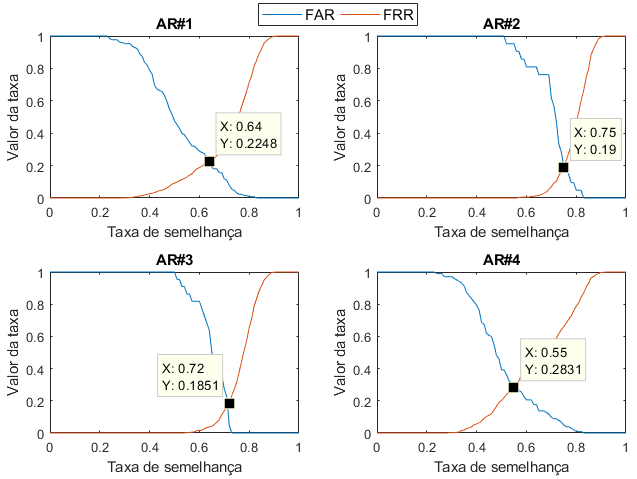 FAR FRR
AR#1
Valor da taxa
1
0.8
0.6
0.4
0.2
0
X: 0.64
Y: 0.2248
0 0.2 0.4 0.6 0.8 1
Taxa de semelhança
AR#2
Valor da taxa
1
0.8
0.6
0.4
0.2
0
X: 0.75
Y: 0.19
0 0.2 0.4 0.6 0.8 1
Taxa de semelhança
AR#3
Valor da taxa
1
0.8
0.6
0.4
0.2
0
X: 0.72
Y: 0.1851
0 0.2 0.4 0.6 0.8 1
Taxa de semelhança
AR#4
Valor da taxa
1
0.8
0.6
0.4
0.2
0
X: 0.55
Y: 0.2831
0 0.2 0.4 0.6 0.8 1
Taxa de semelhança